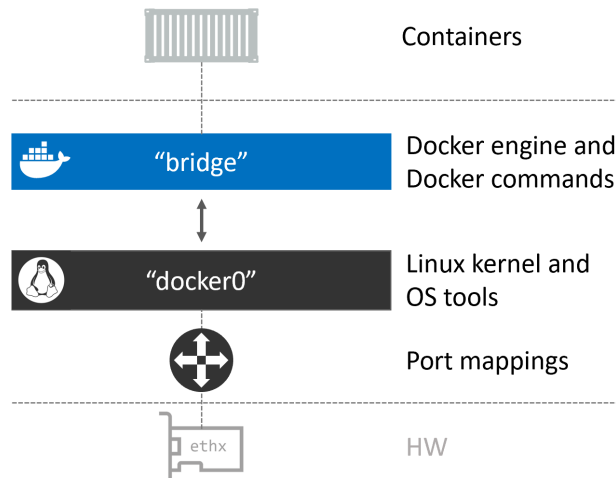 Containers
“bridge”
Docker engine and
Docker commands
“docker0”
Linux kernel and
OS tools
Port mappings
ethx
HW